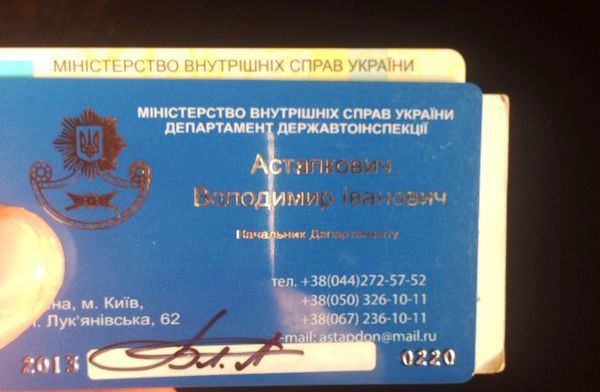 МІНІСТЕРСТВО ВНУТРІШНІХ СПРАВ УКРАЇНИ
МІНІСТЕРСТВО ВНУТРІШНІХ СПРАВ УКРАЇНИ
ДЕПАРТАМЕНТ ДЕРЖАВТОІНСПЕКЦІЇ
Асталкович
Володимир Іванович
Начальник Департаменту
тел. +38(044)272-57-52
+38(050) 326-10-11
+38(067) 236-10-11
м. Київ,
Лук'янівська, 62
-mail: astapdon@mail.ru
2013
0220